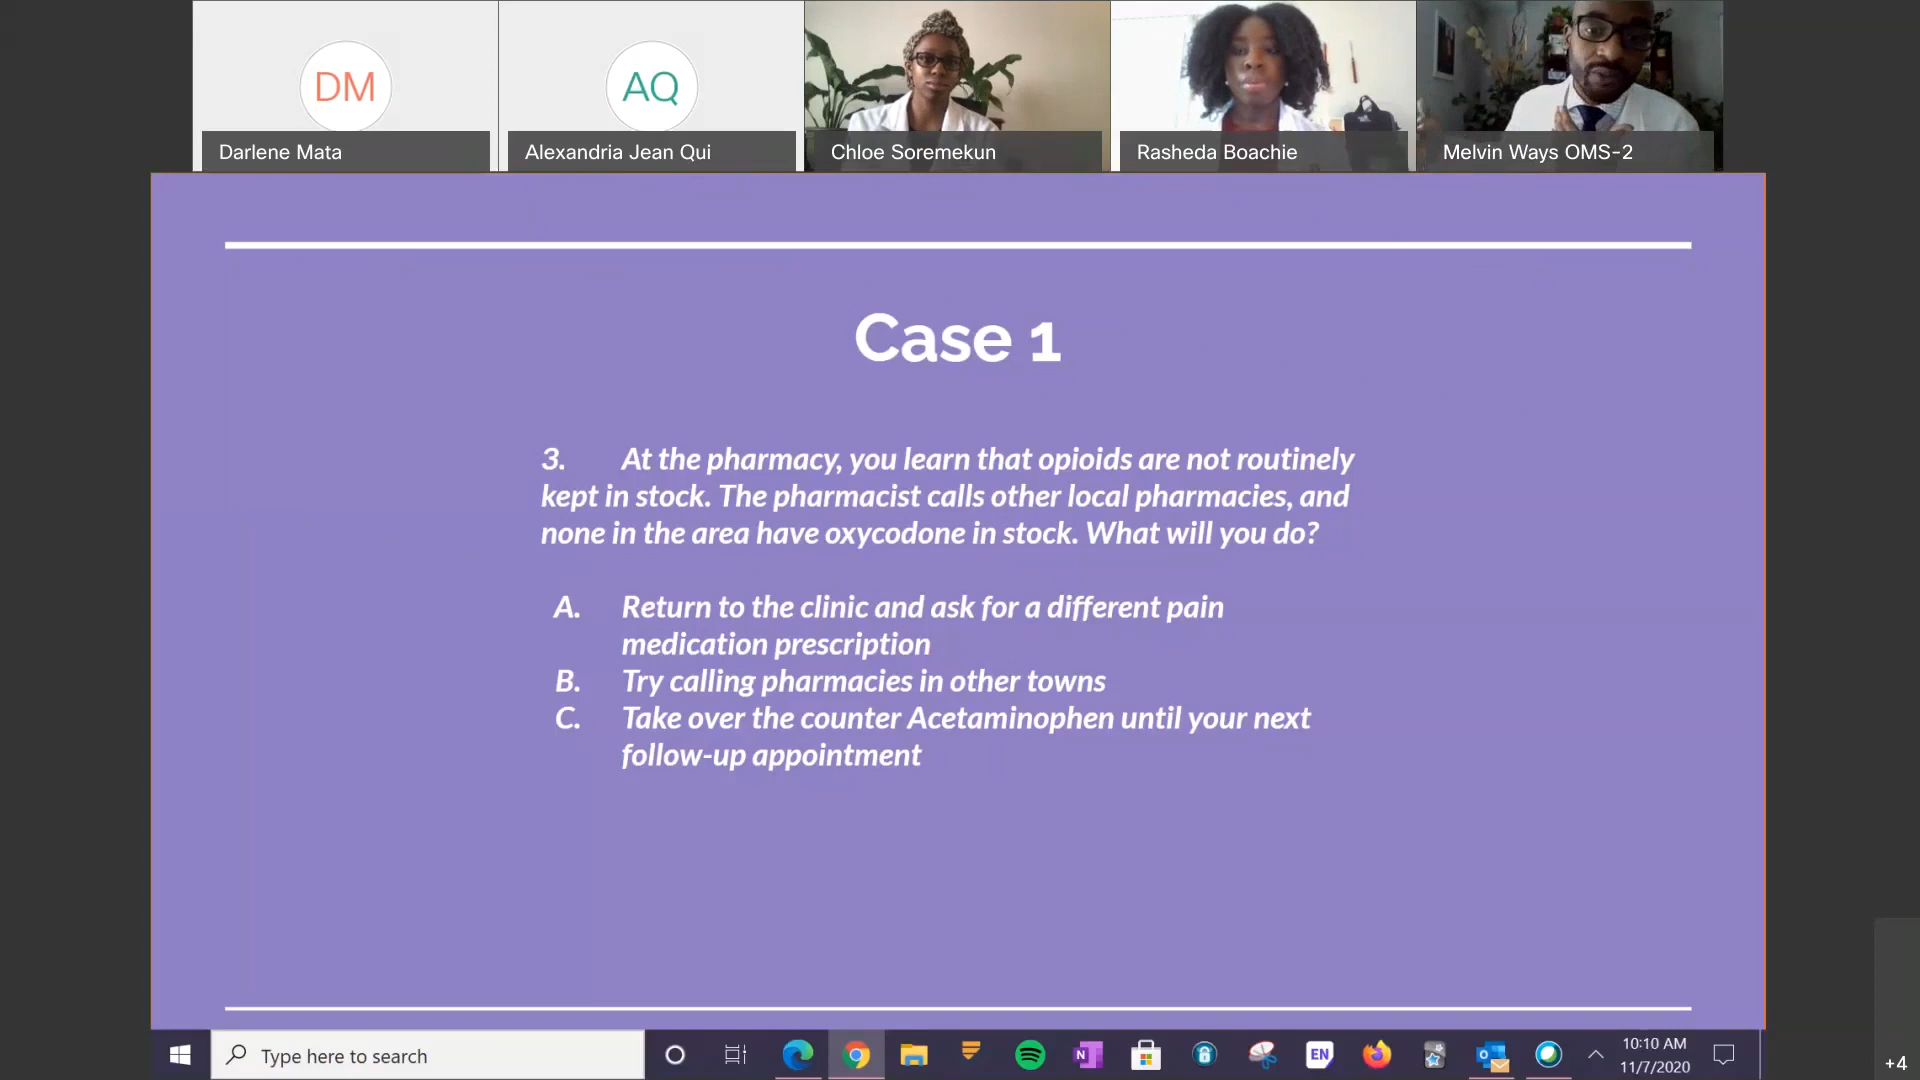 DM
AQ
Darlene Mata
Alexandria Jean Qui
Chloe Soremekun
Rasheda Boachie
Melvin Ways OMS-2
Case 1
3. At the pharmacy, you learn that opioids are not routinely
kept in stock. The pharmacist calls other local pharmacies, and
none in the area have oxycodone in stock. What will you do?
A. Return to the clinic and ask for a different pain
medication prescription
B. Try calling pharmacies in other towns
C. Take over the counter Acetaminophen until your next
follow-up appointment
Type here to search
N
EN
O
10:10 AM
11/7/2020
+4